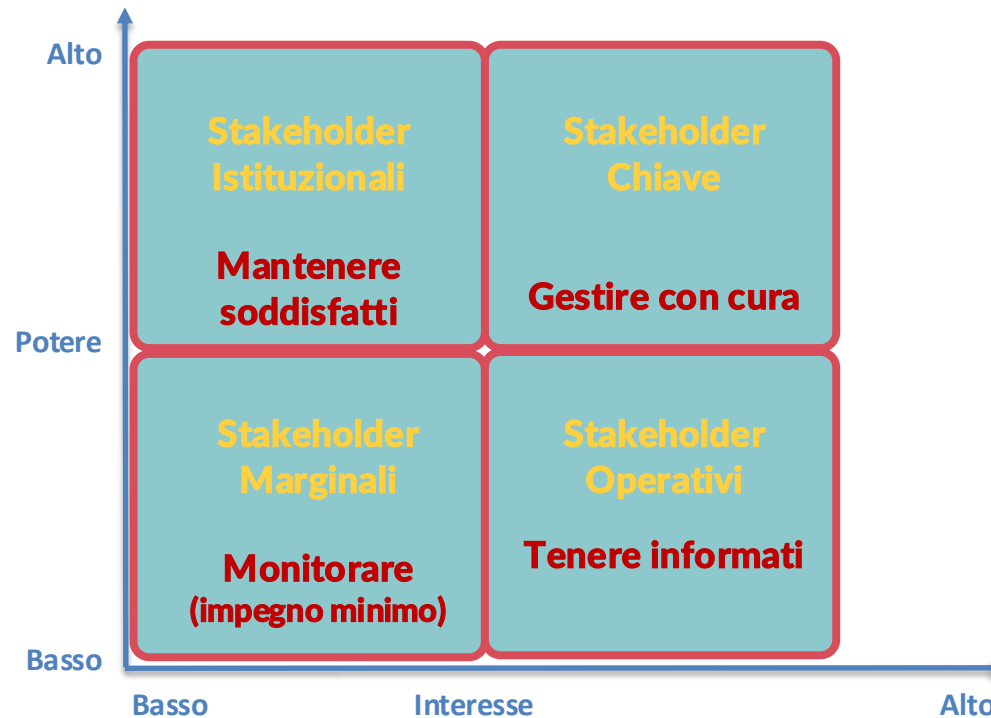 Alto
Stakeholder
Istituzionali
Mantenere
soddisfatti
Stakeholder
Chiave
Gestire con cura
Potere
Stakeholder
Marginali
Monitorare
(impegno minimo)
Stakeholder
Operativi
Tenere informati
Basso
Basso
Interesse
Alto